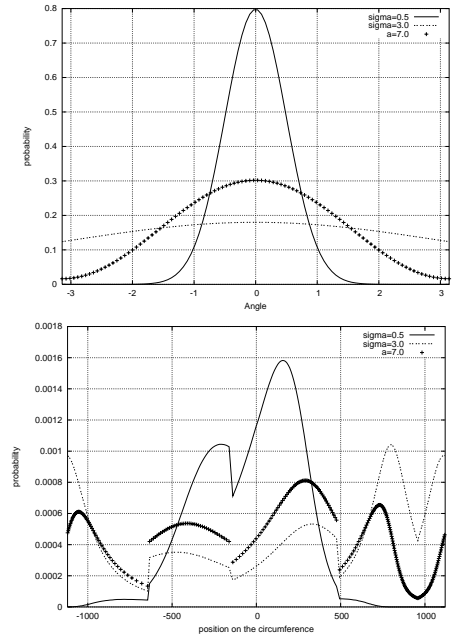 0.8
0.7
0.6
0.5
0.4
0.3
0.2
0.1
0
probability
sigma=0.5
sigma=3.0
a=7.0
-3 -2 -1 0 1 2 3
Angle
0.0018
0.0016
0.0014
0.0012
0.001
0.0008
0.0006
0.0004
0.0002
0
probability
sigma=0.5
sigma=3.0
a=7.0
-1000 -500 0 500 1000
position on the circumference